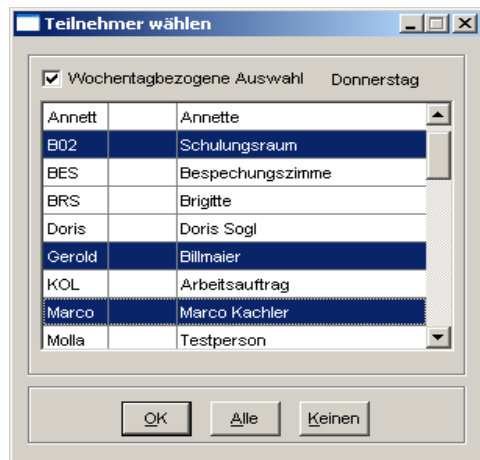 Teilnehmer wählen
Wochentagbezogene Auswahl Donnerstag
Annett Annette
B02 Schulungsraum
BES Bespechungszimme
BRS Brigitte
Doris Doris Sogl
Gerold Billmaier
KOL Arbeitsauftrag
Marco Marco Kachler
Molla Testperson
OK Alle Keinen